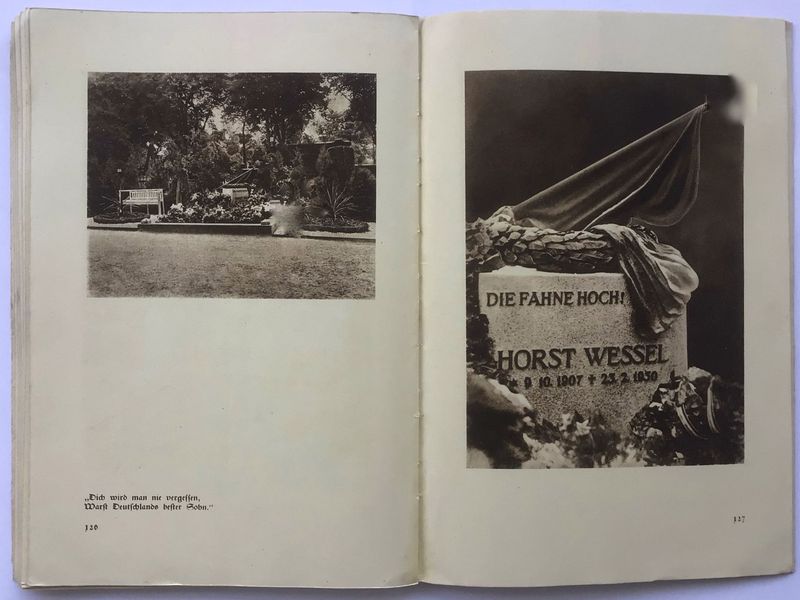 „Dich wird man nie vergessen,
Warst Deutschlands bester Sohn.“
126
DIE FAHNE HOCH!
HORST WESSEL
* 9. 10. 1907 ✝ 23. 2. 1930
127